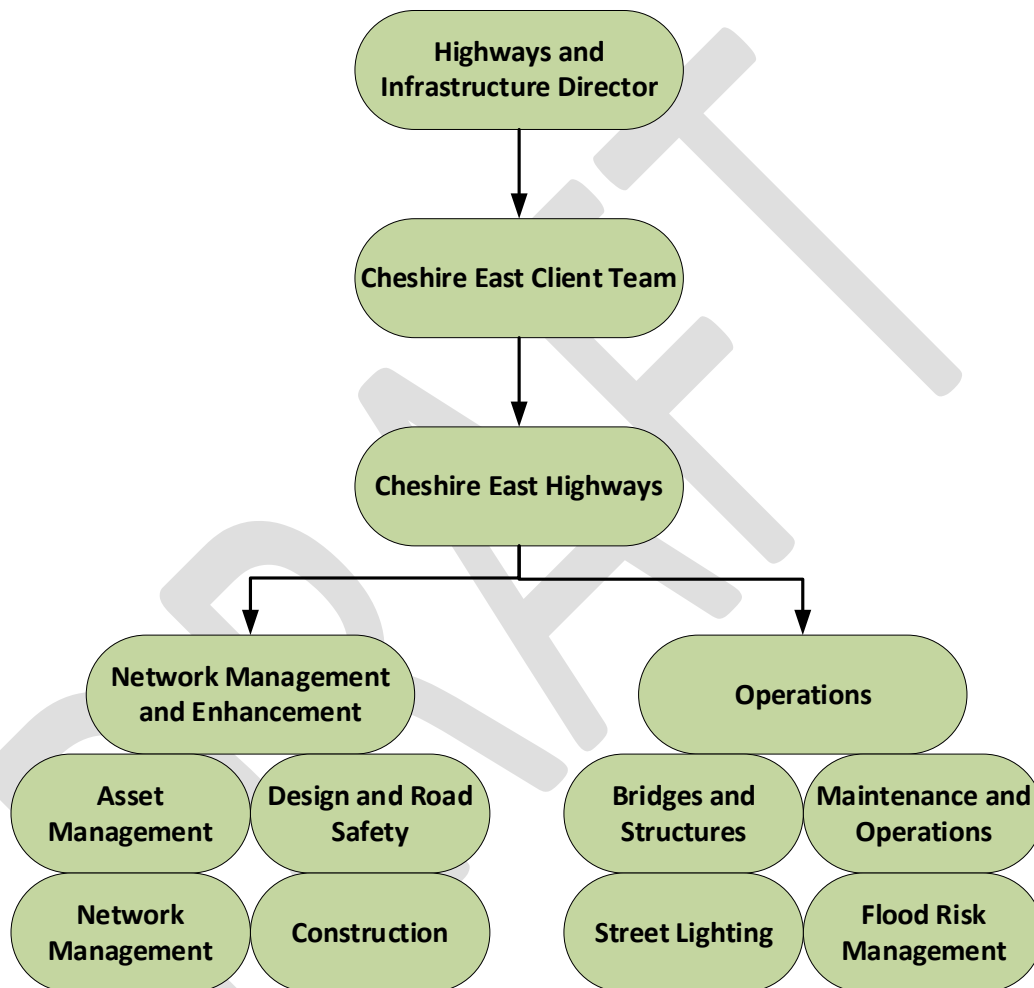 Highways and
Infrastructure Director
Cheshire East Client Team
Cheshire East Highways
Network Management
and Enhancement
Operations
Asset
Management
Design and Road
Safety
Bridges and
Structures
Maintenance and
Operations
Network
Management
Construction
Street Lighting
Flood Risk
Management
DRAFT